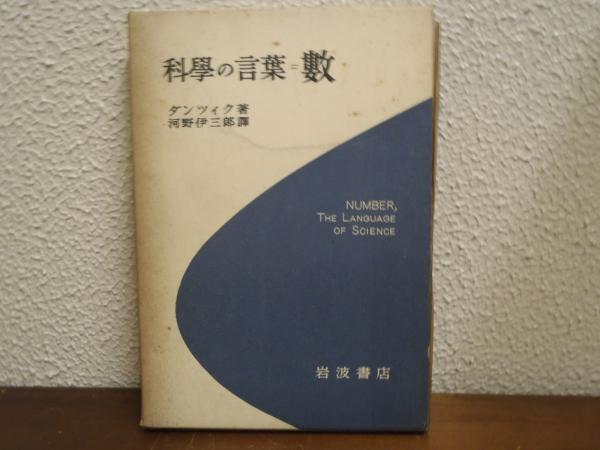 科學の言葉=數
ダンツィク著
河野伊三郎譯
NUMBER,
THE LANGUAGE
OF SCIENCE
岩波書店